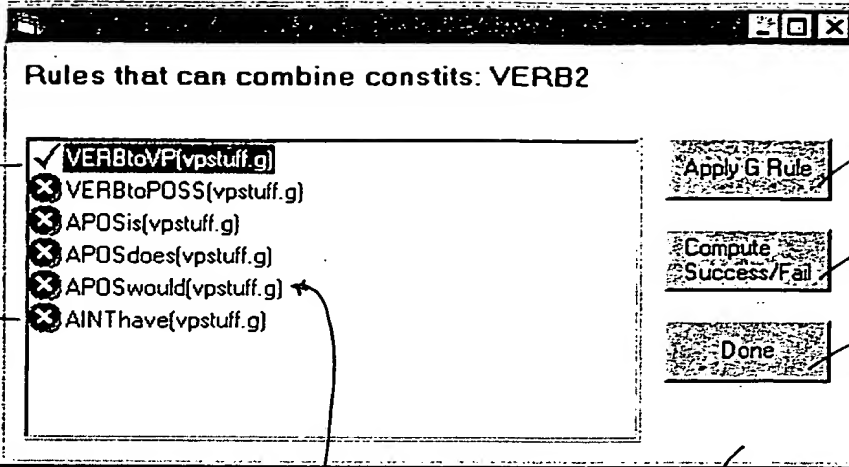 Rules that can combine constits: VERB2
VERBtoVP(vpstuff.g)
VERBtoPOSS(vpstuff.g)
APOSis(vpstuff.g)
APOSdoes(vpstuff.g)
APOSwould(vpstuff.g)
AINThave(vpstuff.g)
Apply G Rule
Compute
Success/Fail
Done